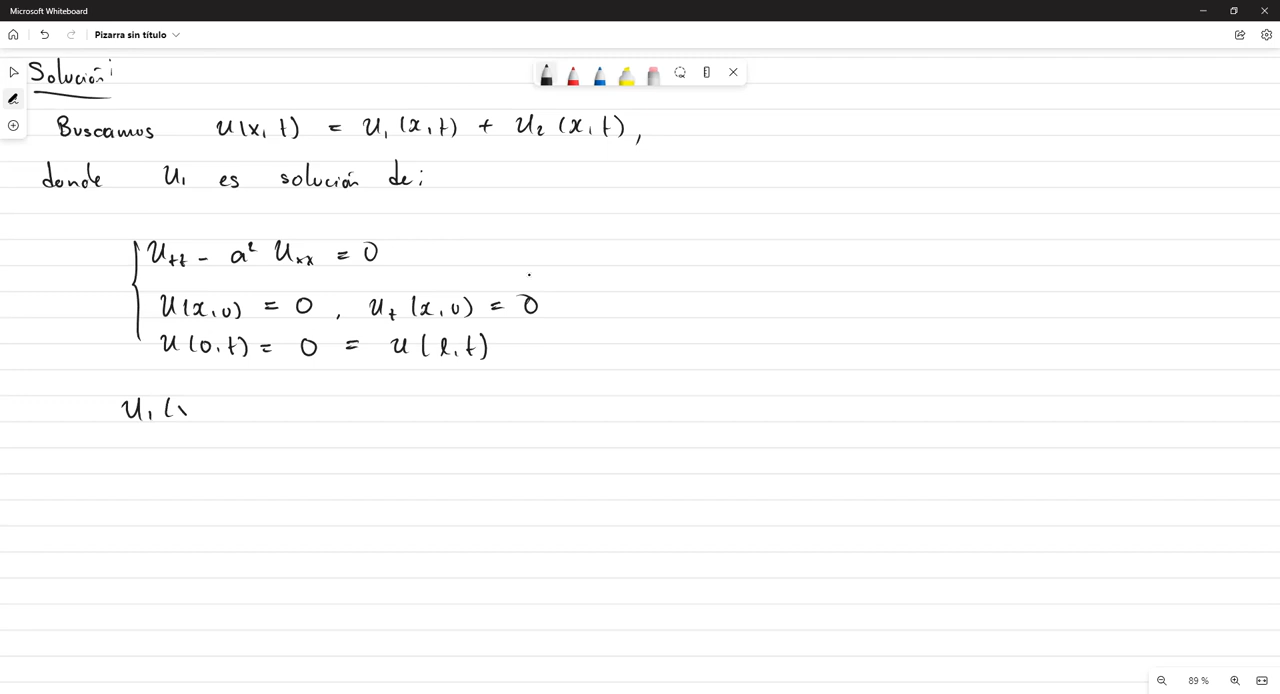 Microsoft Whiteboard
Pizarra sin título
Solución:
Buscamos u(x,t) = u₁(x,t) + u₂(x,t),
donde u₁ es solución de:
u_tt - a² u_xx = 0
u(x,0) = 0, u_t(x,0) = 0
u(0,t) = 0 = u(l,t)
u₁(
89 %